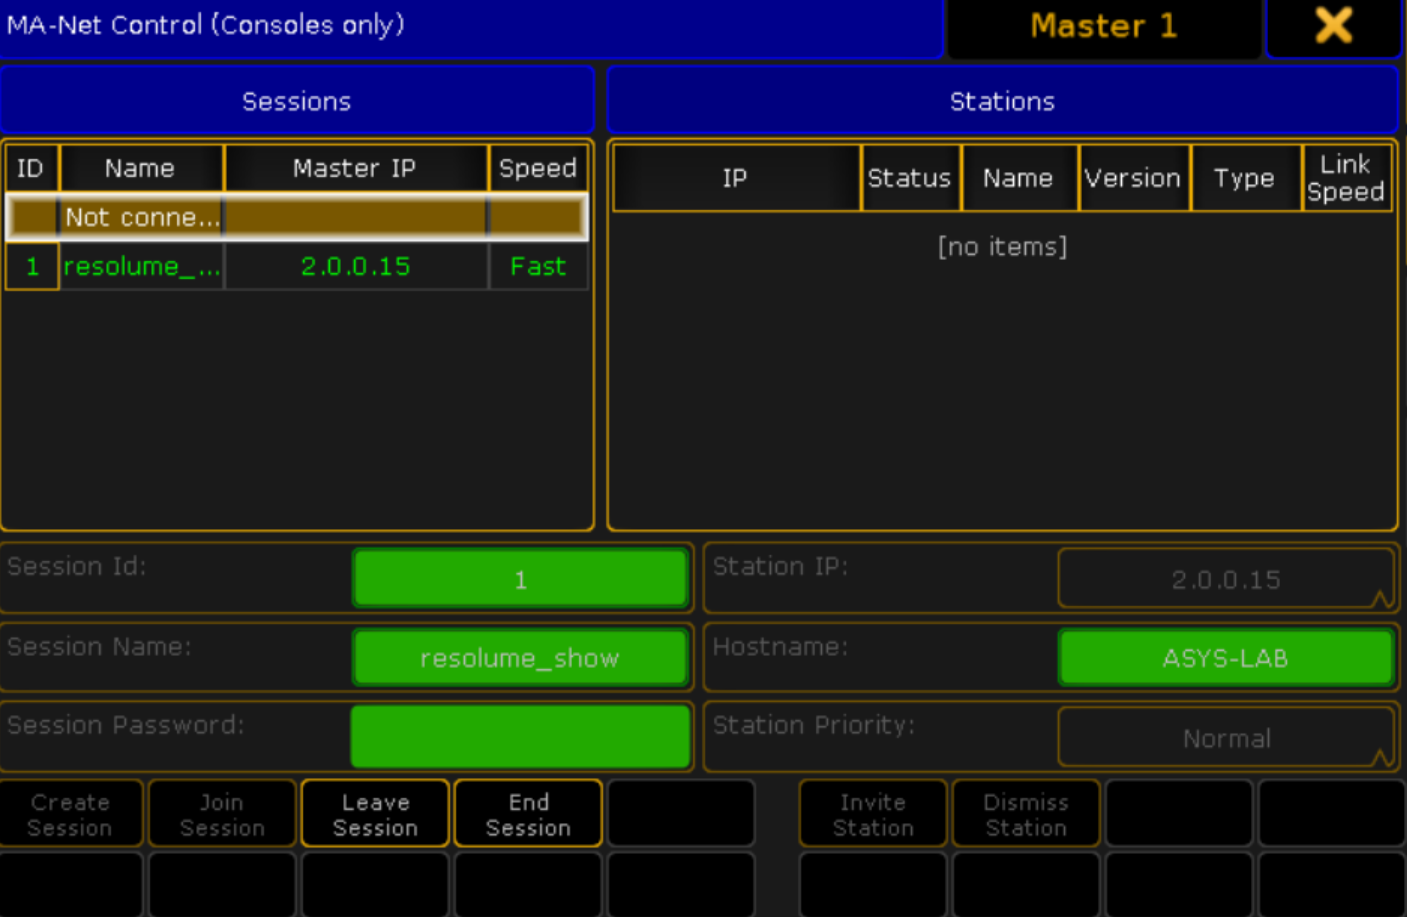 MA-Net Control (Consoles only)
Master 1
Sessions
Stations
ID Name Master IP Speed
Not conne...
1 resolume_... 2.0.0.15 Fast
IP Status Name Version Type Link Speed
[no items]
Session Id: 1
Station IP: 2.0.0.15
Session Name: resolume_show
Hostname: ASYS-LAB
Session Password:
Station Priority: Normal
Create Session
Join Session
Leave Session
End Session
Invite Station
Dismiss Station